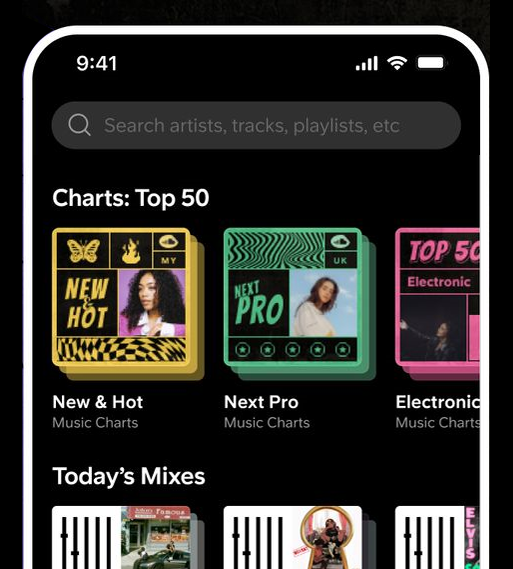 9:41
Search artists, tracks, playlists, etc
Charts: Top 50
MY
NEW
&
HOT
UK
NEXT
PRO
TOP 50
Electronic
New & Hot
Music Charts
Next Pro
Music Charts
Electronic
Music Charts
Today's Mixes
Famous